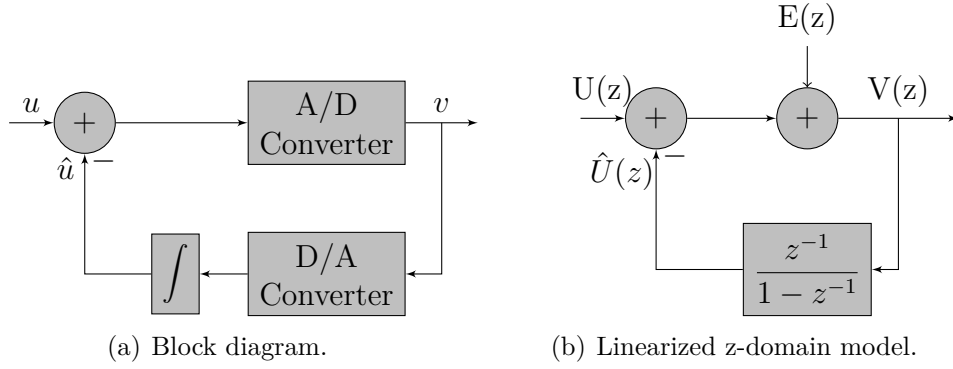 u
+
A/D
Converter
v
û
−
∫
D/A
Converter
(a) Block diagram.
E(z)
U(z)
+
+
V(z)
Û(z)
−
z⁻¹
1 − z⁻¹
(b) Linearized z-domain model.